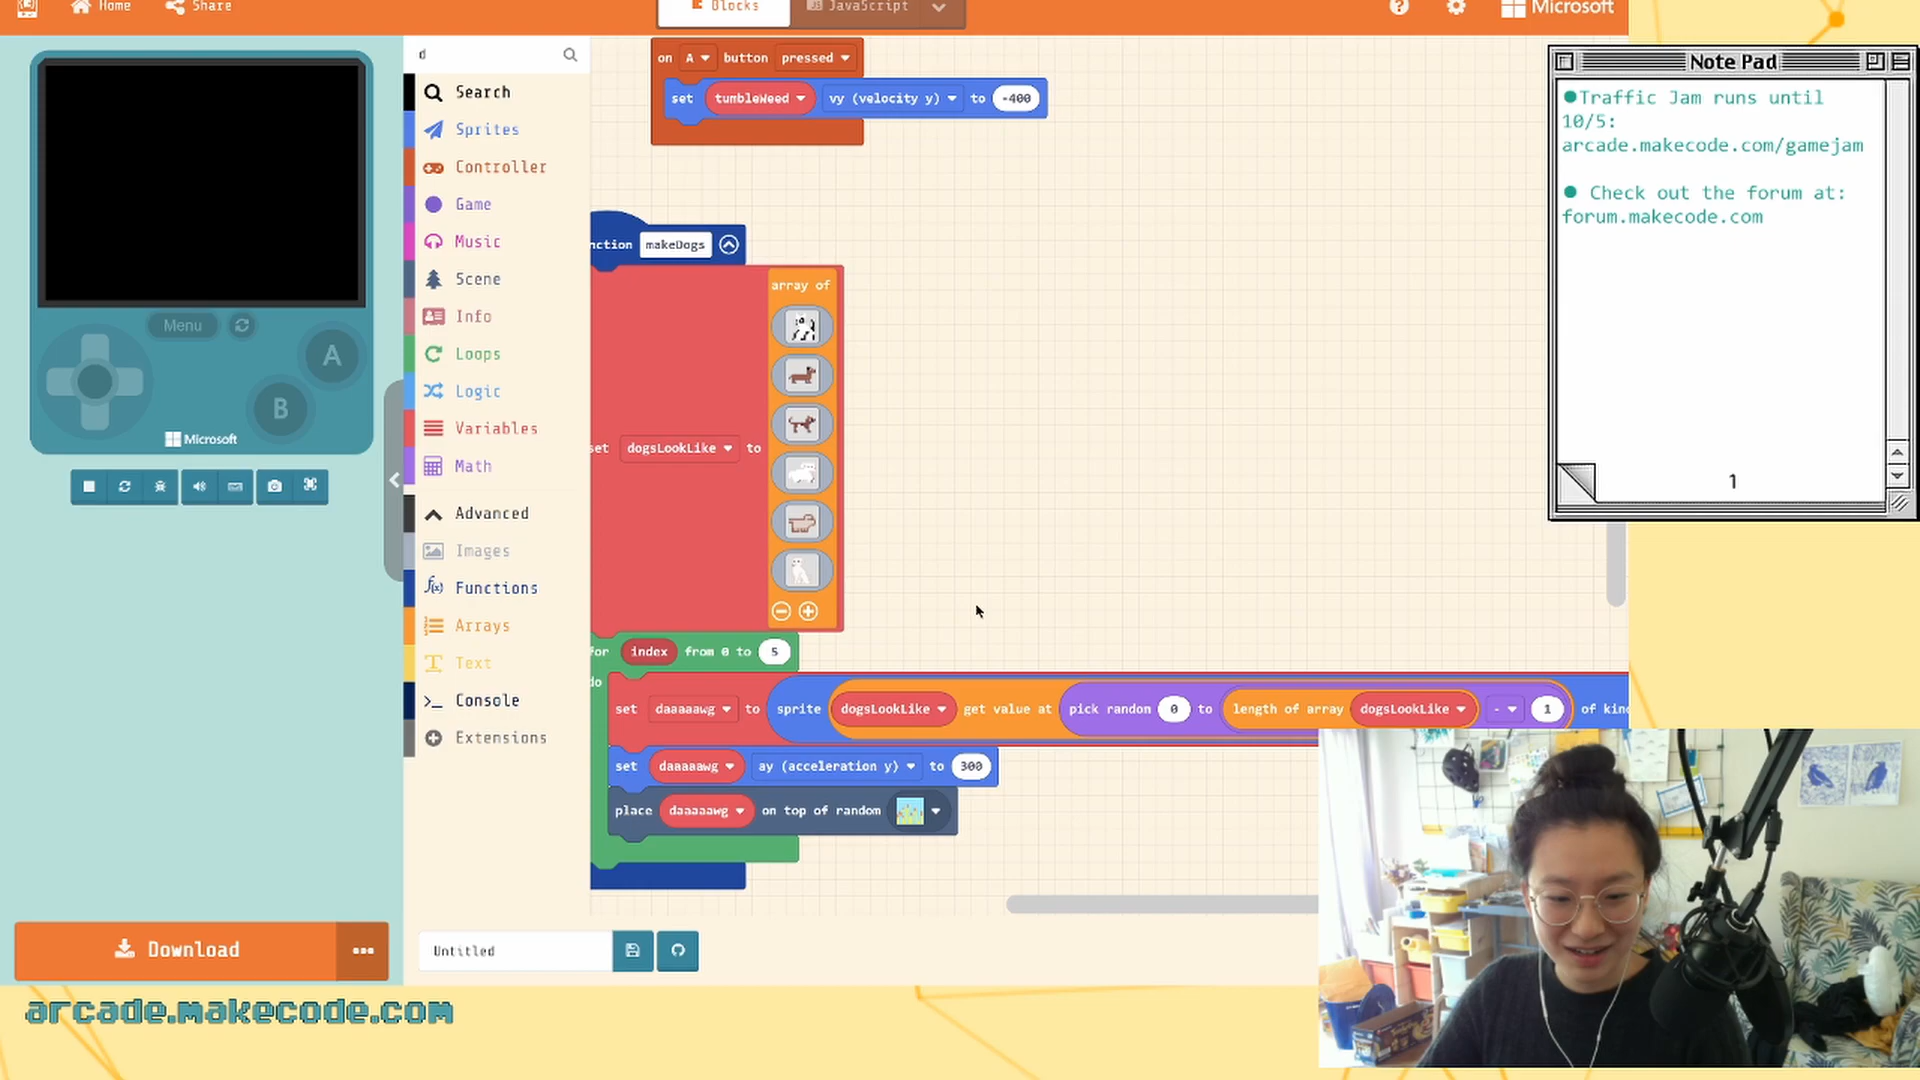 Home
Share
Blocks
JavaScript
Microsoft
d
Search
Sprites
Controller
Game
Music
Scene
Info
Loops
Logic
Variables
Math
Advanced
Images
Functions
Arrays
Text
Console
Extensions
Menu
A
B
Microsoft
Download
on A button pressed
set tumbleWeed vy (velocity y) to -400
nction makeDogs
array of
set dogsLookLike to
for index from 0 to 5
do
set daaaaawg to sprite dogsLookLike get value at pick random 0 to length of array dogsLookLike - 1 of kind
set daaaaawg ay (acceleration y) to 300
place daaaaawg on top of random
Untitled
arcade.makecode.com
Note Pad
●Traffic Jam runs until
10/5:
arcade.makecode.com/gamejam
● Check out the forum at:
forum.makecode.com
1